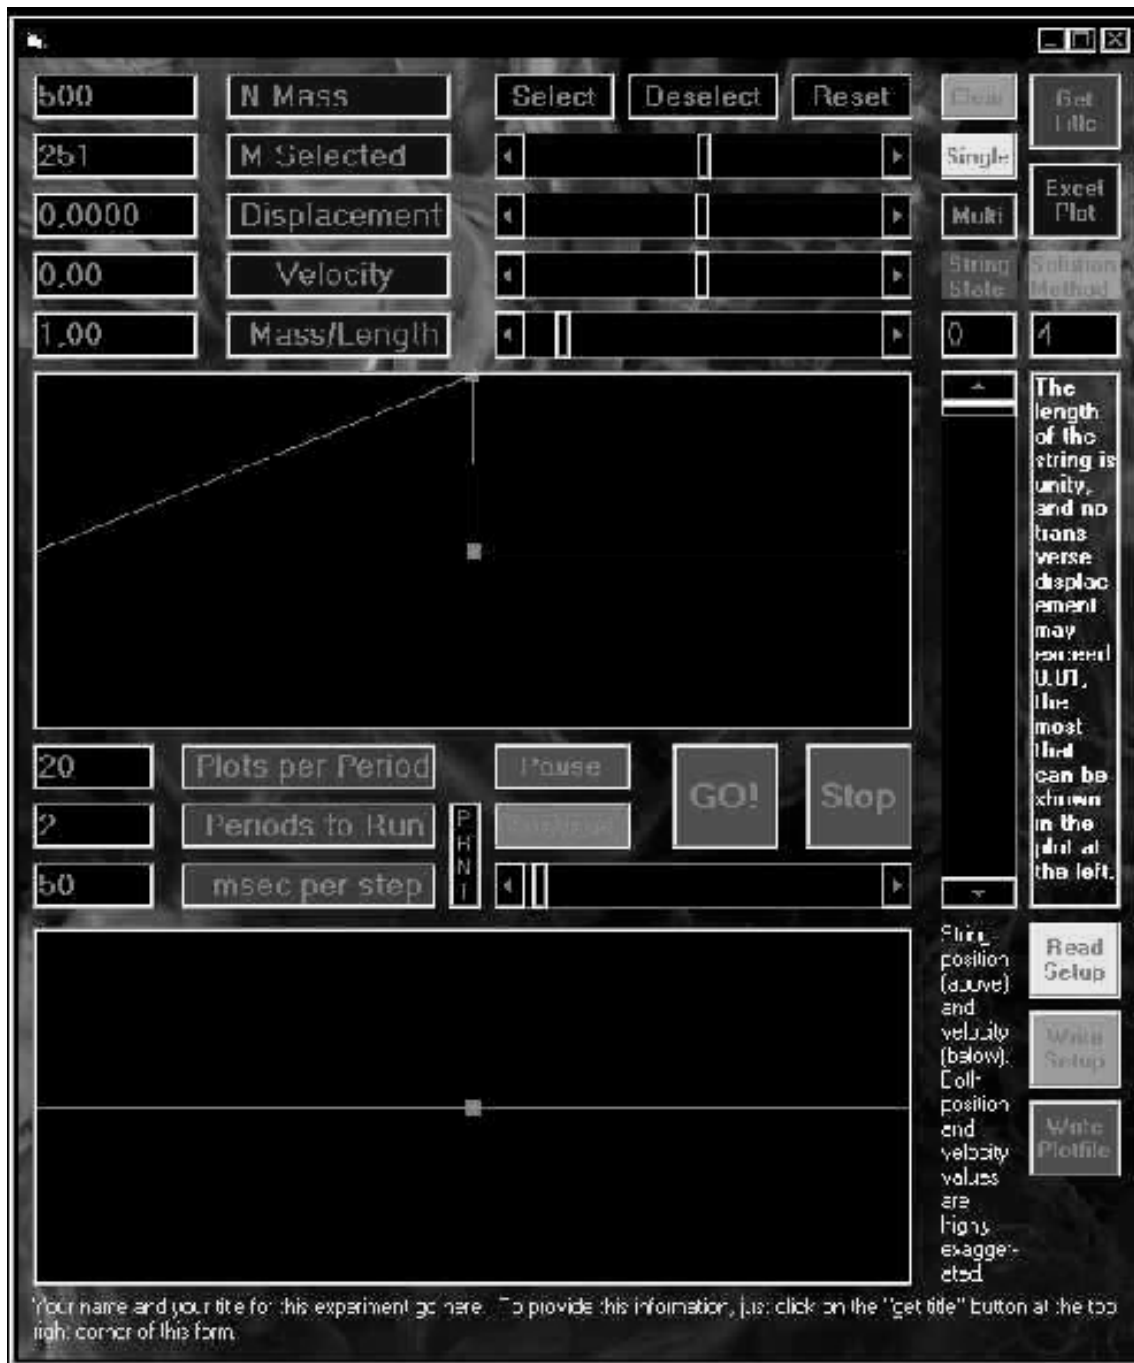 500 N Mass Select Deselect Reset Clear Get
Title
251 M Selected Single
Excel
Plot
0,0000 Displacement Multi
0,00 Velocity String
State Solution
Method
1,00 Mass/Length 0 4
The
length
of the
string is
unity,
and no
trans
verse
displac
ement
may
exceed
0.01,
the
most
that
can be
shown
in the
plot at
the left.
20 Plots per Period Pause GO! Stop
2 Periods to Run
50 msec per step
P
R
N
T
String
position
(above)
and
velocity
(below).
Both
position
and
velocity
values
are
highly
exagger-
ated
Read
Setup
Write
Setup
Write
Plotfile
Your name and your title for this experiment go here. To provide this information, just click on the "get title" button at the top
right corner of this form.